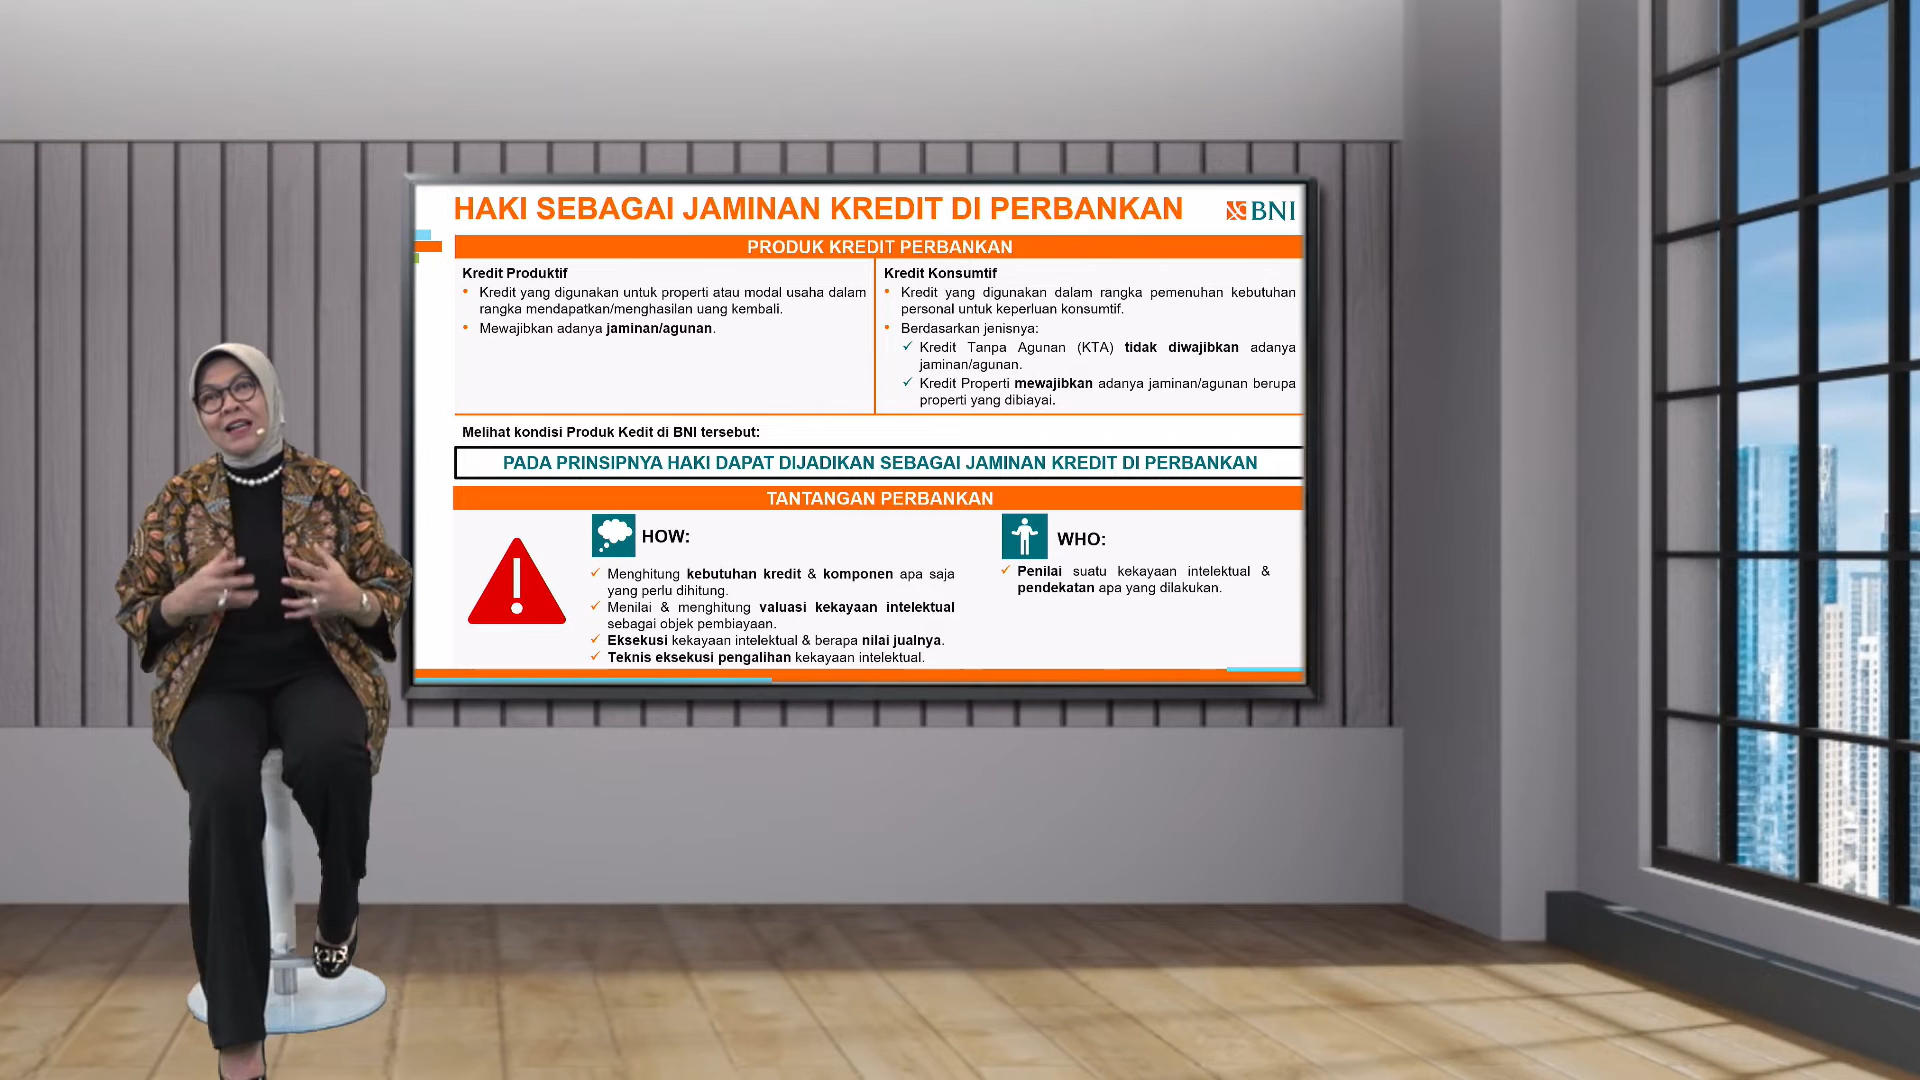 HAKI SEBAGAI JAMINAN KREDIT DI PERBANKAN
BNI
PRODUK KREDIT PERBANKAN
Kredit Produktif
• Kredit yang digunakan untuk properti atau modal usaha dalam
rangka mendapatkan/menghasilan uang kembali.
• Mewajibkan adanya jaminan/agunan.
Kredit Konsumtif
• Kredit yang digunakan dalam rangka pemenuhan kebutuhan
personal untuk keperluan konsumtif.
• Berdasarkan jenisnya:
✓ Kredit Tanpa Agunan (KTA) tidak diwajibkan adanya
jaminan/agunan.
✓ Kredit Properti mewajibkan adanya jaminan/agunan berupa
properti yang dibiayai.
Melihat kondisi Produk Kedit di BNI tersebut:
PADA PRINSIPNYA HAKI DAPAT DIJADIKAN SEBAGAI JAMINAN KREDIT DI PERBANKAN
TANTANGAN PERBANKAN
HOW:
✓ Menghitung kebutuhan kredit & komponen apa saja
yang perlu dihitung.
✓ Menilai & menghitung valuasi kekayaan intelektual
sebagai objek pembiayaan.
✓ Eksekusi kekayaan intelektual & berapa nilai jualnya.
✓ Teknis eksekusi pengalihan kekayaan intelektual.
WHO:
✓ Penilai suatu kekayaan intelektual &
pendekatan apa yang dilakukan.